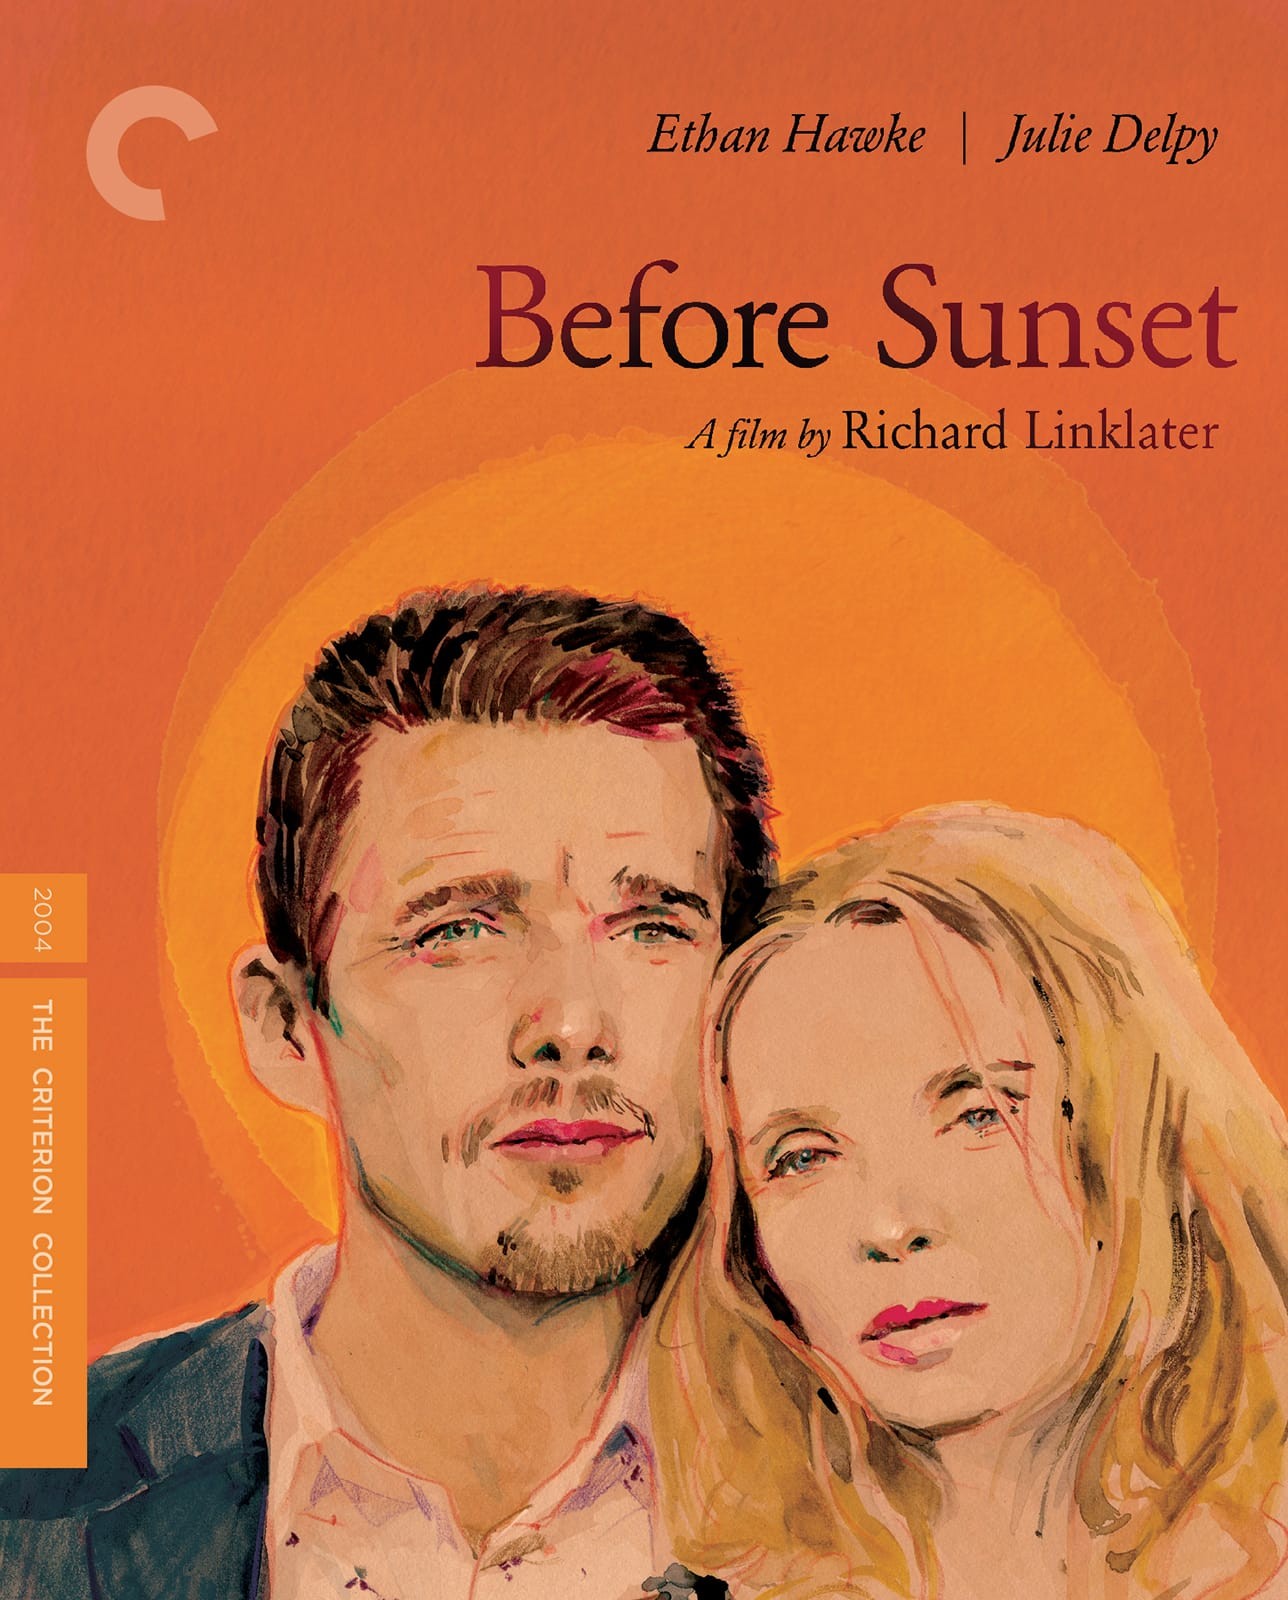 Ethan Hawke | Julie Delpy
Before Sunset
A film by Richard Linklater
2004
THE CRITERION COLLECTION